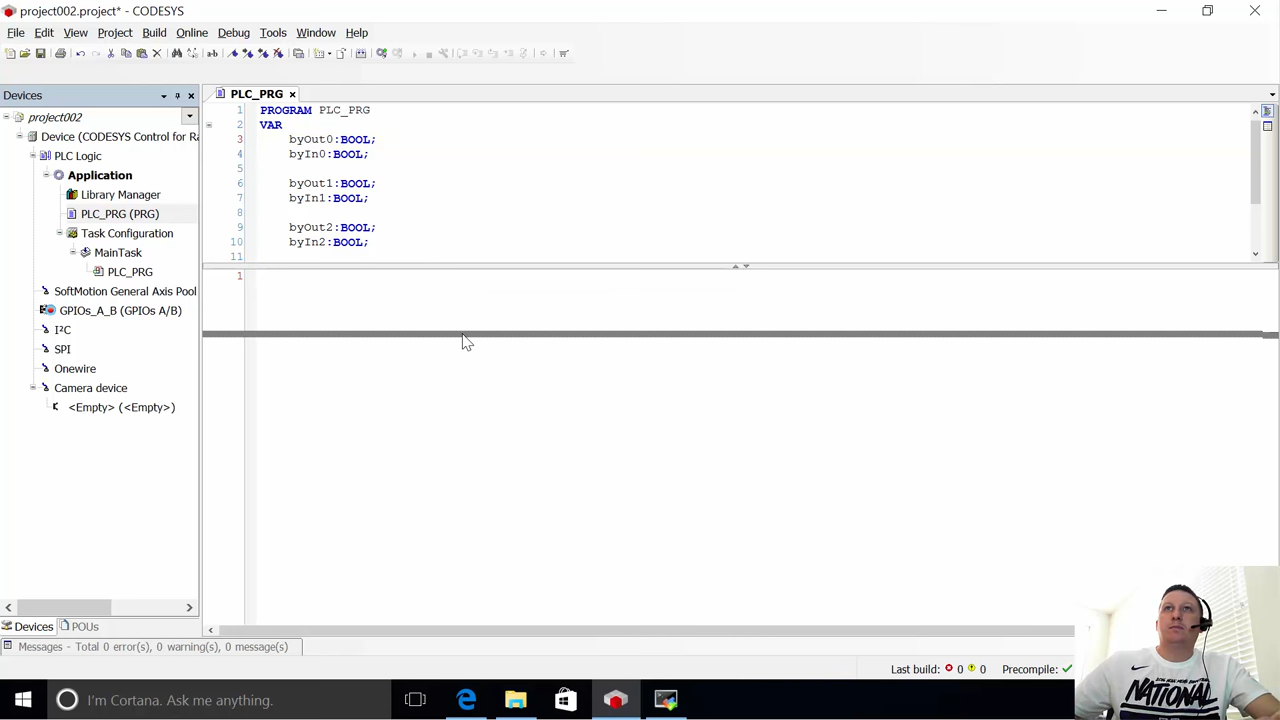 project002.project* - CODESYS
File Edit View Project Build Online Debug Tools Window Help
Devices
project002
Device (CODESYS Control for Ra
PLC Logic
Application
Library Manager
PLC_PRG (PRG)
Task Configuration
MainTask
PLC_PRG
SoftMotion General Axis Pool
GPIOs_A_B (GPIOs A/B)
I²C
SPI
Onewire
Camera device
<Empty> (<Empty>)
Devices POUs
PLC_PRG
1 PROGRAM PLC_PRG
2 VAR
3 byOut0:BOOL;
4 byIn0:BOOL;
5
6 byOut1:BOOL;
7 byIn1:BOOL;
8
9 byOut2:BOOL;
10 byIn2:BOOL;
11
1
Messages - Total 0 error(s), 0 warning(s), 0 message(s)
Last build: 0 0 Precompile:
I'm Cortana. Ask me anything.
NATIONAL